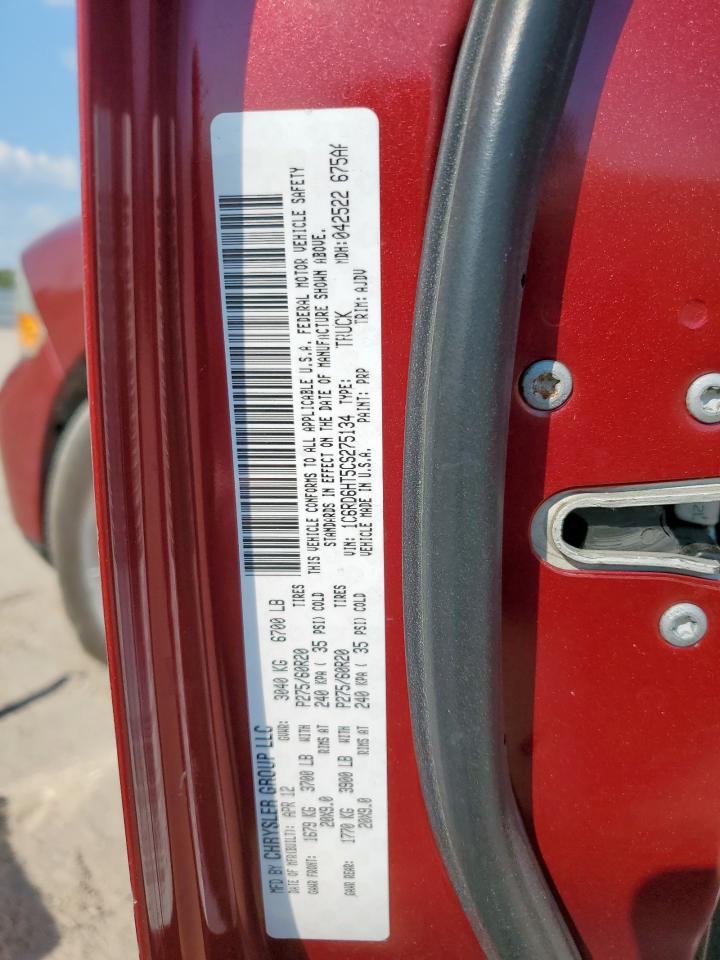 MFD BY CHRYSLER GROUP LLC
DATE OF MFR(BUILT): APR 12 GVWR: 3040 KG 6700 LB
GAWR FRONT: 1679 KG 3700 LB WITH P275/60R20 TIRES
20X9.0 RIMS AT 240 KPA ( 35 PSI) COLD
GAWR REAR: 1770 KG 3900 LB WITH P275/60R20 TIRES
20X9.0 RIMS AT 240 KPA ( 35 PSI) COLD
THIS VEHICLE CONFORMS TO ALL APPLICABLE U.S.A. FEDERAL MOTOR VEHICLE SAFETY
STANDARDS IN EFFECT ON THE DATE OF MANUFACTURE SHOWN ABOVE.
VIN: 1C6RD6HT5CS275134 TYPE: TRUCK MDH:042522 675AF
VEHICLE MADE IN U.S.A. PAINT: PRP TRIM: AJDV